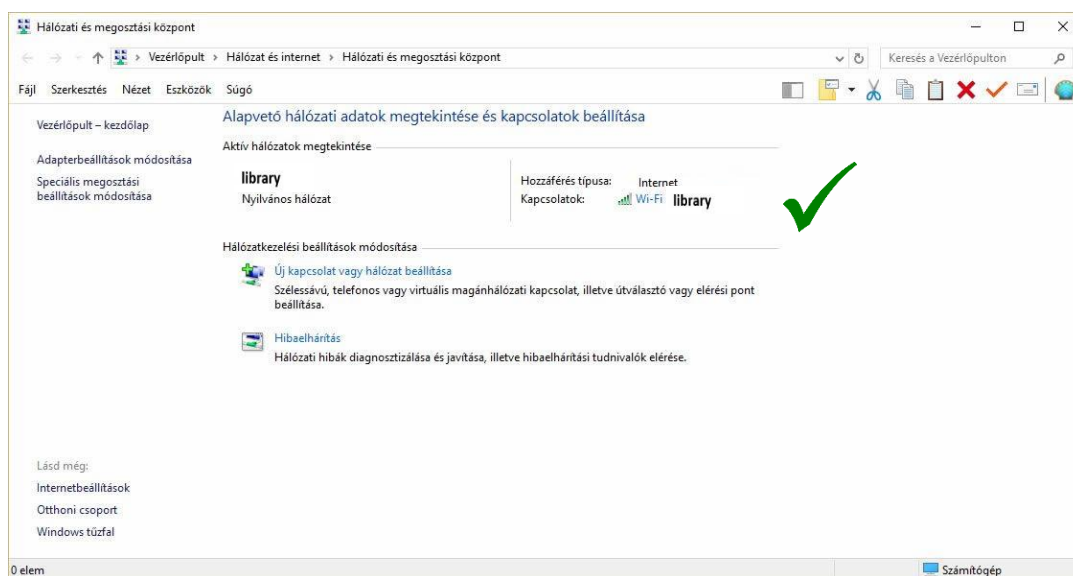 Hálózati és megosztási központ
Vezérlőpult > Hálózat és internet > Hálózati és megosztási központ
Keresés a Vezérlőpulton
Fájl Szerkesztés Nézet Eszközök Súgó
Vezérlőpult – kezdőlap
Adapterbeállítások módosítása
Speciális megosztási
beállítások módosítása
Alapvető hálózati adatok megtekintése és kapcsolatok beállítása
Aktív hálózatok megtekintése
library
Nyilvános hálózat
Hozzáférés típusa: Internet
Kapcsolatok: Wi-Fi library
Hálózatkezelési beállítások módosítása
Új kapcsolat vagy hálózat beállítása
Szélessávú, telefonos vagy virtuális magánhálózati kapcsolat, illetve útválasztó vagy elérési pont
beállítása.
Hibaelhárítás
Hálózati hibák diagnosztizálása és javítása, illetve hibaelhárítási tudnivalók elérése.
Lásd még:
Internetbeállítások
Otthoni csoport
Windows tűzfal
0 elem
Számítógép